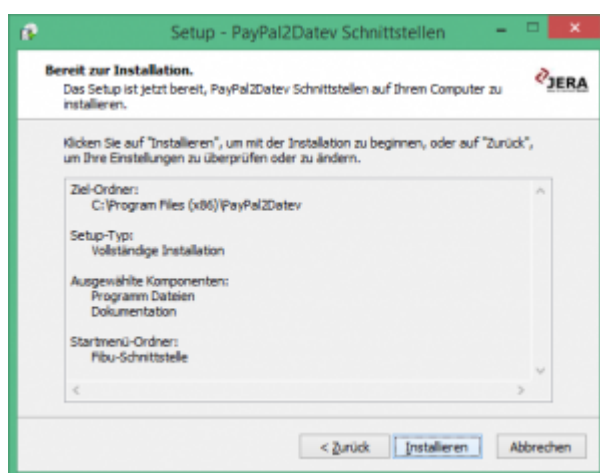 Setup - PayPal2Datev Schnittstellen
Bereit zur Installation.
Das Setup ist jetzt bereit, PayPal2Datev Schnittstellen auf Ihrem Computer zu
installieren.
JERA
Klicken Sie auf "Installieren", um mit der Installation zu beginnen, oder auf "Zurück",
um Ihre Einstellungen zu überprüfen oder zu ändern.
Ziel-Ordner:
C:\Program Files (x86)\PayPal2Datev
Setup-Typ:
Vollständige Installation
Ausgewählte Komponenten:
Programm Dateien
Dokumentation
Startmenü-Ordner:
Fibu-Schnittstelle
< Zurück Installieren Abbrechen